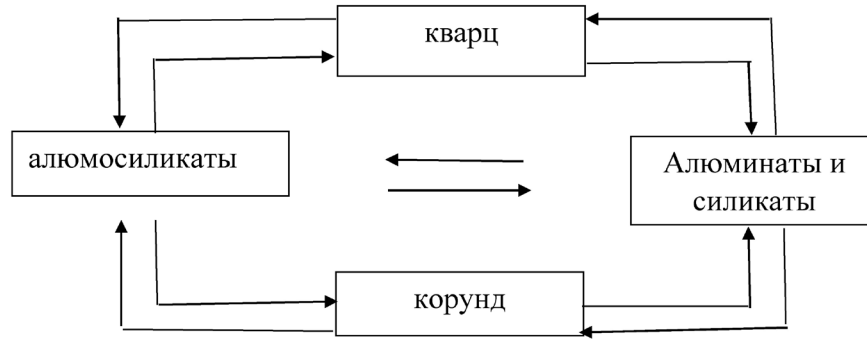 кварц
алюмосиликаты
Алюминаты и
силикаты
корунд